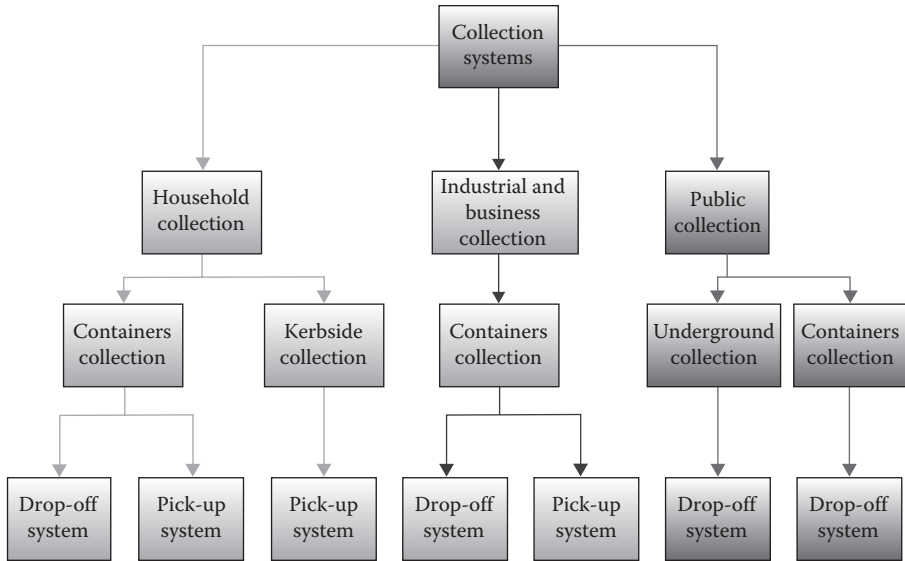 Collection
systems
Household
collection
Industrial and
business
collection
Public
collection
Containers
collection
Kerbside
collection
Containers
collection
Underground
collection
Containers
collection
Drop-off
system
Pick-up
system
Pick-up
system
Drop-off
system
Pick-up
system
Drop-off
system
Drop-off
system